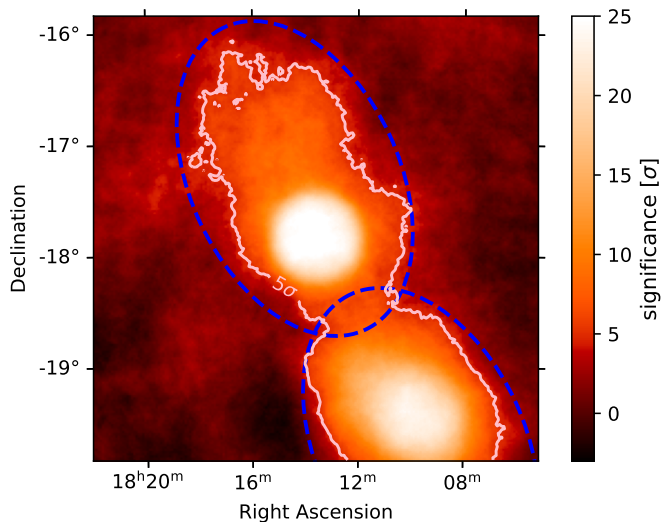 -16°
-17°
-18°
-19°
Declination
5σ
18ʰ20ᵐ
16ᵐ
12ᵐ
08ᵐ
Right Ascension
25
20
15
10
5
0
significance [σ]